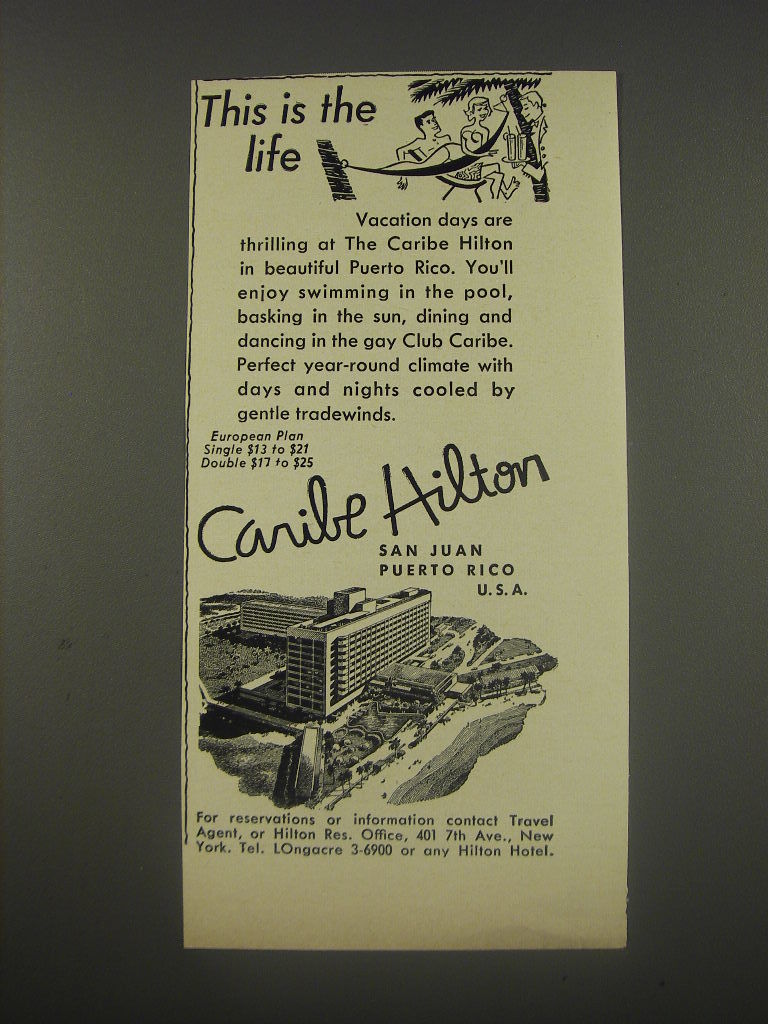 This is the
life
Vacation days are
thrilling at The Caribe Hilton
in beautiful Puerto Rico. You'll
enjoy swimming in the pool,
basking in the sun, dining and
dancing in the gay Club Caribe.
Perfect year-round climate with
days and nights cooled by
gentle tradewinds.
European Plan
Single $13 to $21
Double $17 to $25
Caribe Hilton
SAN JUAN
PUERTO RICO
U.S.A.
For reservations or information contact Travel
Agent, or Hilton Res. Office, 401 7th Ave., New
York. Tel. LOngacre 3-6900 or any Hilton Hotel.